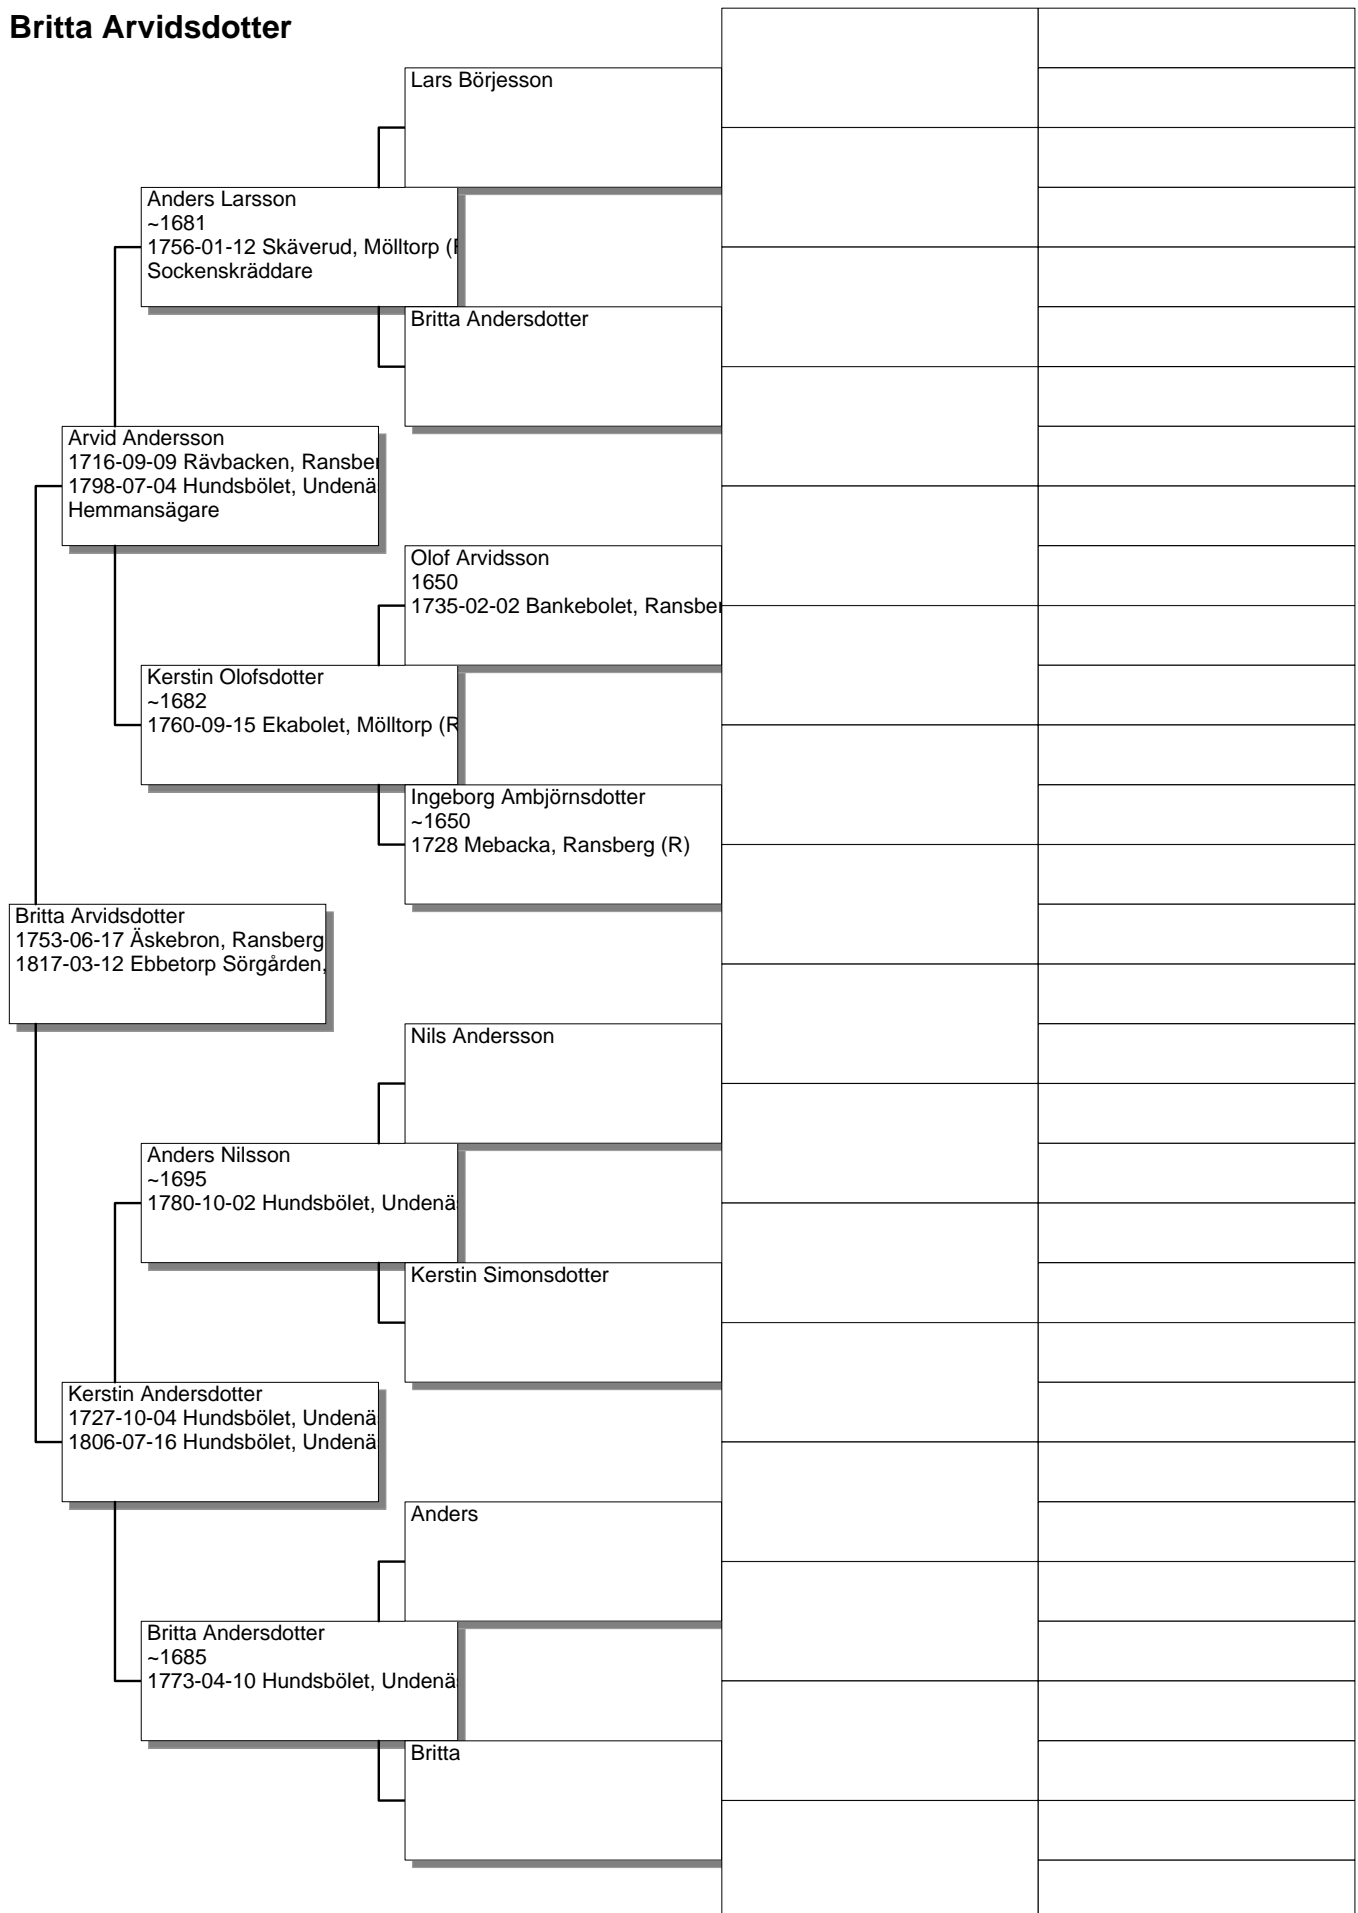 Britta Arvidsdotter
Lars Börjesson
Anders Larsson
~1681
1756-01-12 Skäverud, Mölltorp (
Sockenskräddare
Britta Andersdotter
Arvid Andersson
1716-09-09 Rävbacken, Ransber
1798-07-04 Hundsbölet, Undenä
Hemmansägare
Olof Arvidsson
1650
1735-02-02 Bankebolet, Ransber
Kerstin Olofsdotter
~1682
1760-09-15 Ekabolet, Mölltorp (R
Ingeborg Ambjörnsdotter
~1650
1728 Mebacka, Ransberg (R)
Britta Arvidsdotter
1753-06-17 Äskebron, Ransberg
1817-03-12 Ebbetorp Sörgården,
Nils Andersson
Anders Nilsson
~1695
1780-10-02 Hundsbölet, Undenäs
Kerstin Simonsdotter
Kerstin Andersdotter
1727-10-04 Hundsbölet, Undenä
1806-07-16 Hundsbölet, Undenä
Anders
Britta Andersdotter
~1685
1773-04-10 Hundsbölet, Undenäs
Britta